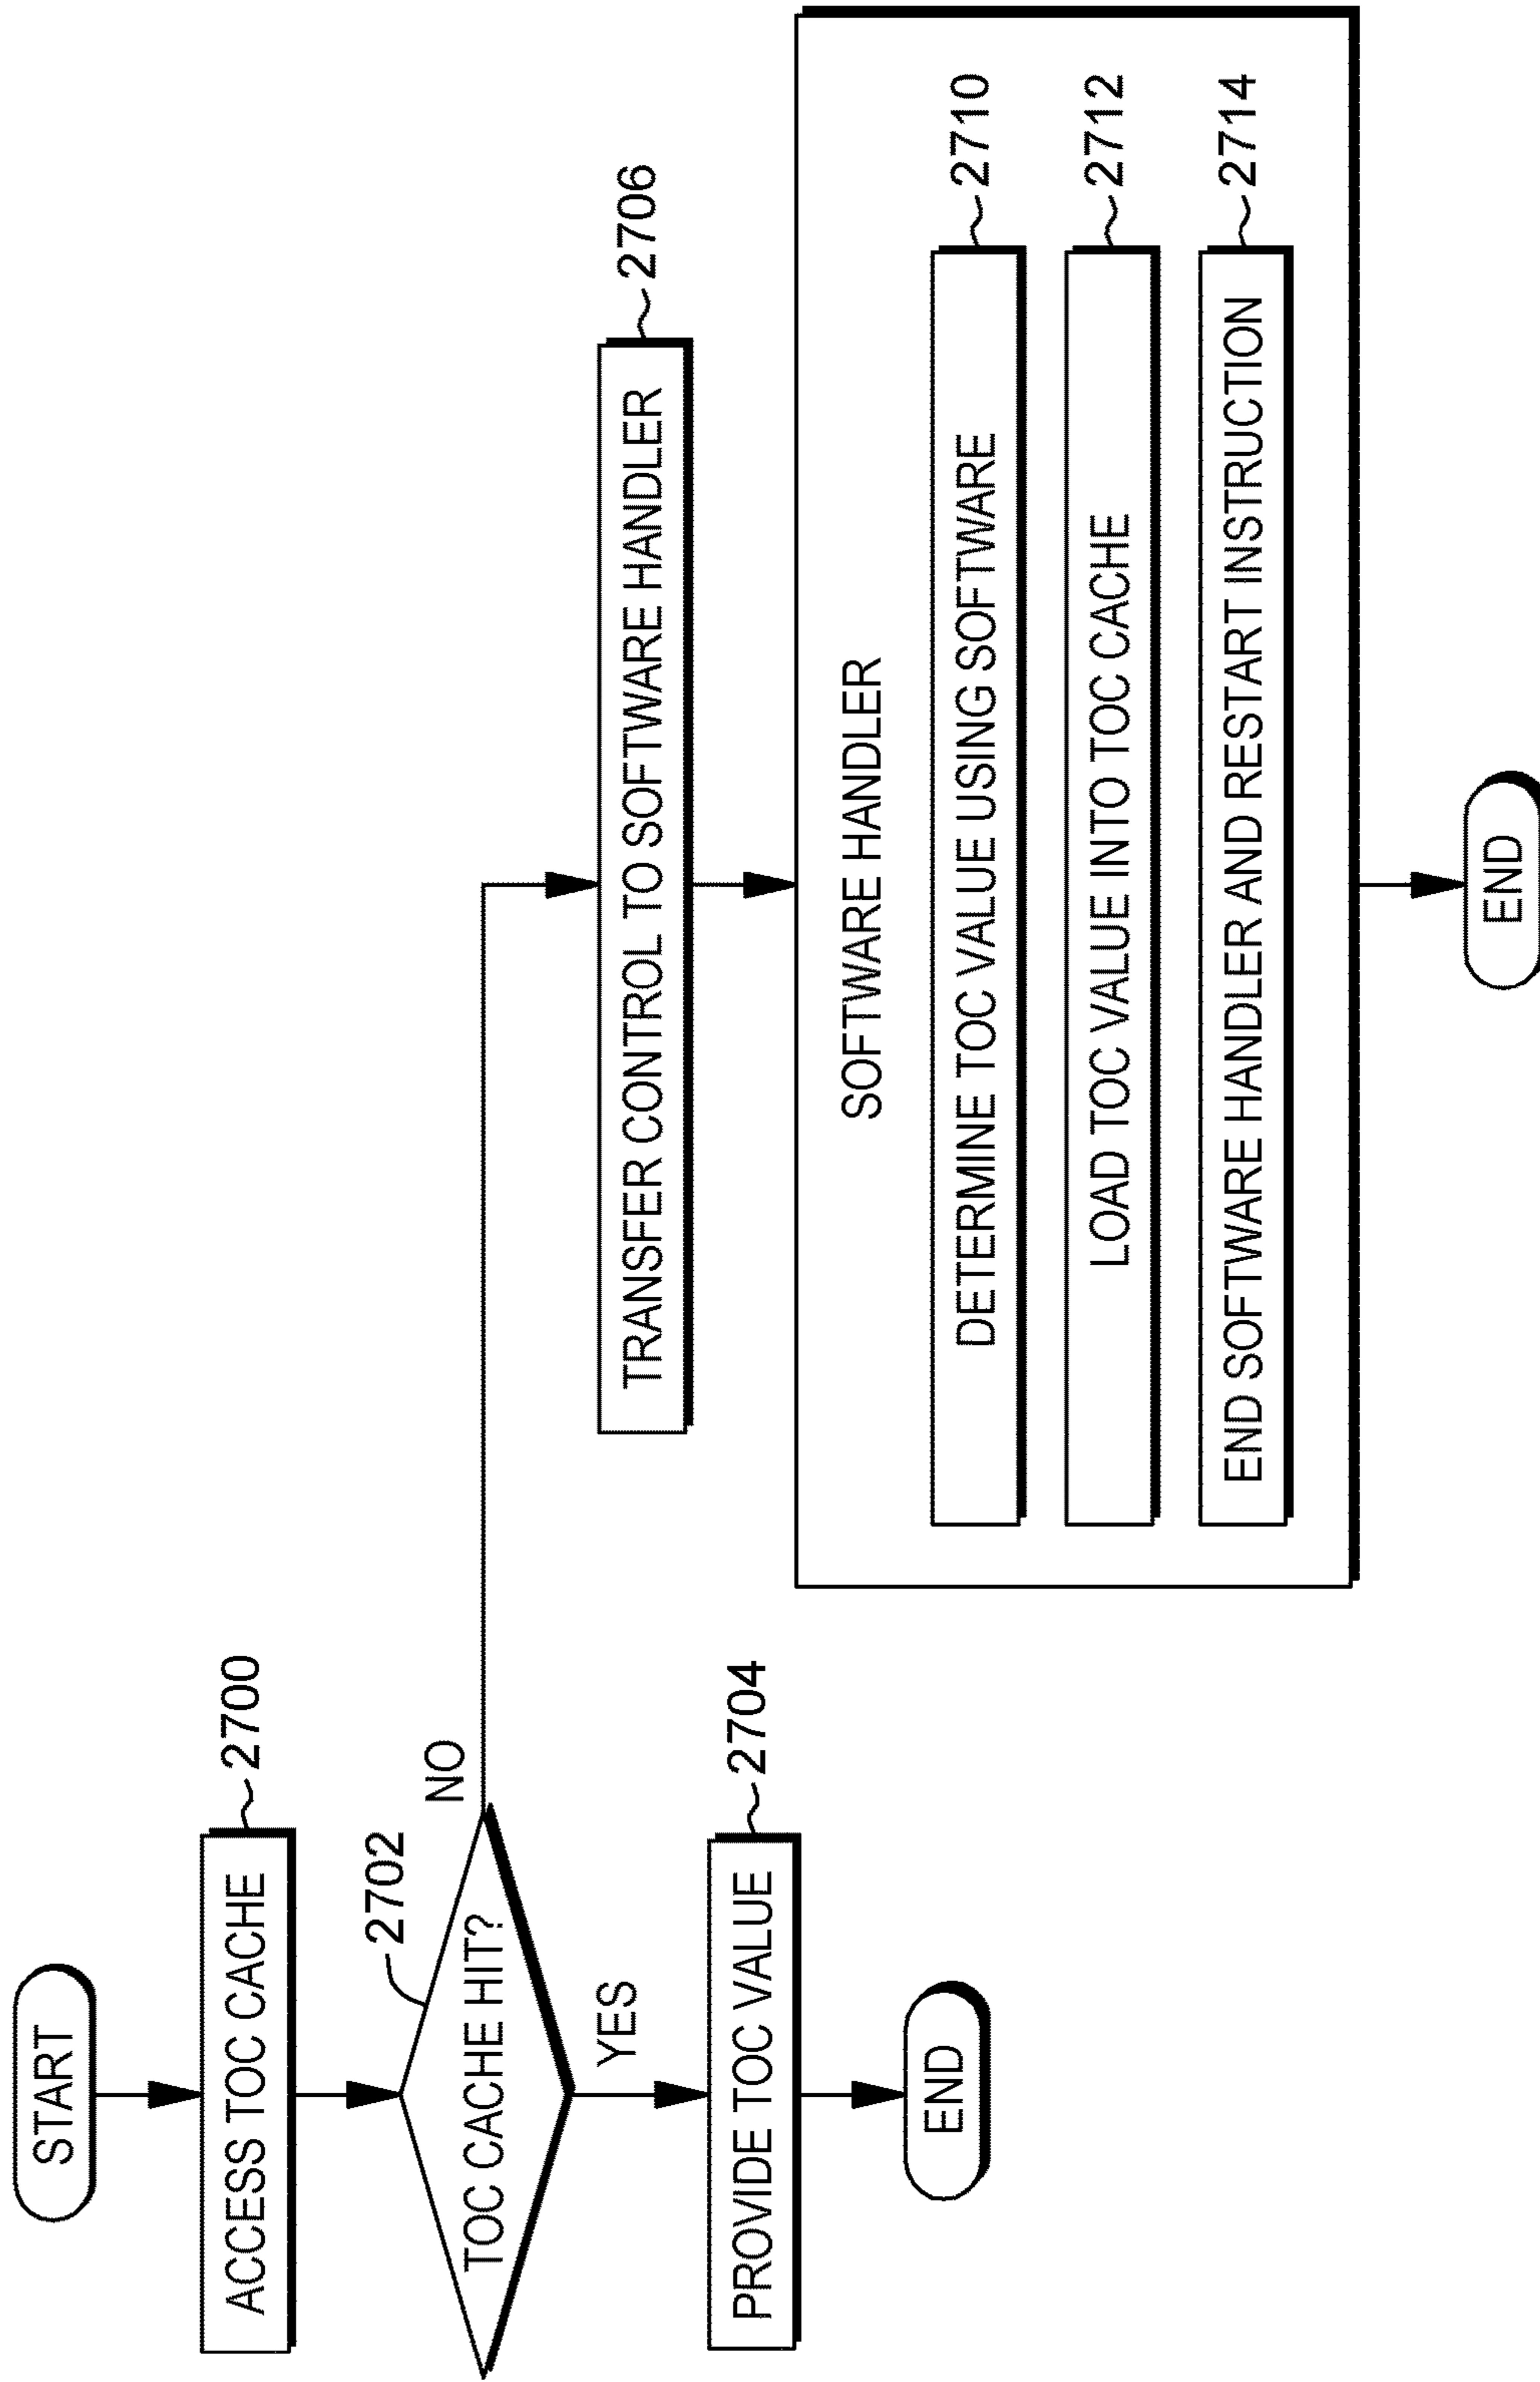 START
ACCESS TOC CACHE
2700
TOC CACHE HIT?
2702
NO
YES
PROVIDE TOC VALUE
2704
END
TRANSFER CONTROL TO SOFTWARE HANDLER
2706
SOFTWARE HANDLER
DETERMINE TOC VALUE USING SOFTWARE
2710
LOAD TOC VALUE INTO TOC CACHE
2712
END SOFTWARE HANDLER AND RESTART INSTRUCTION
2714
END